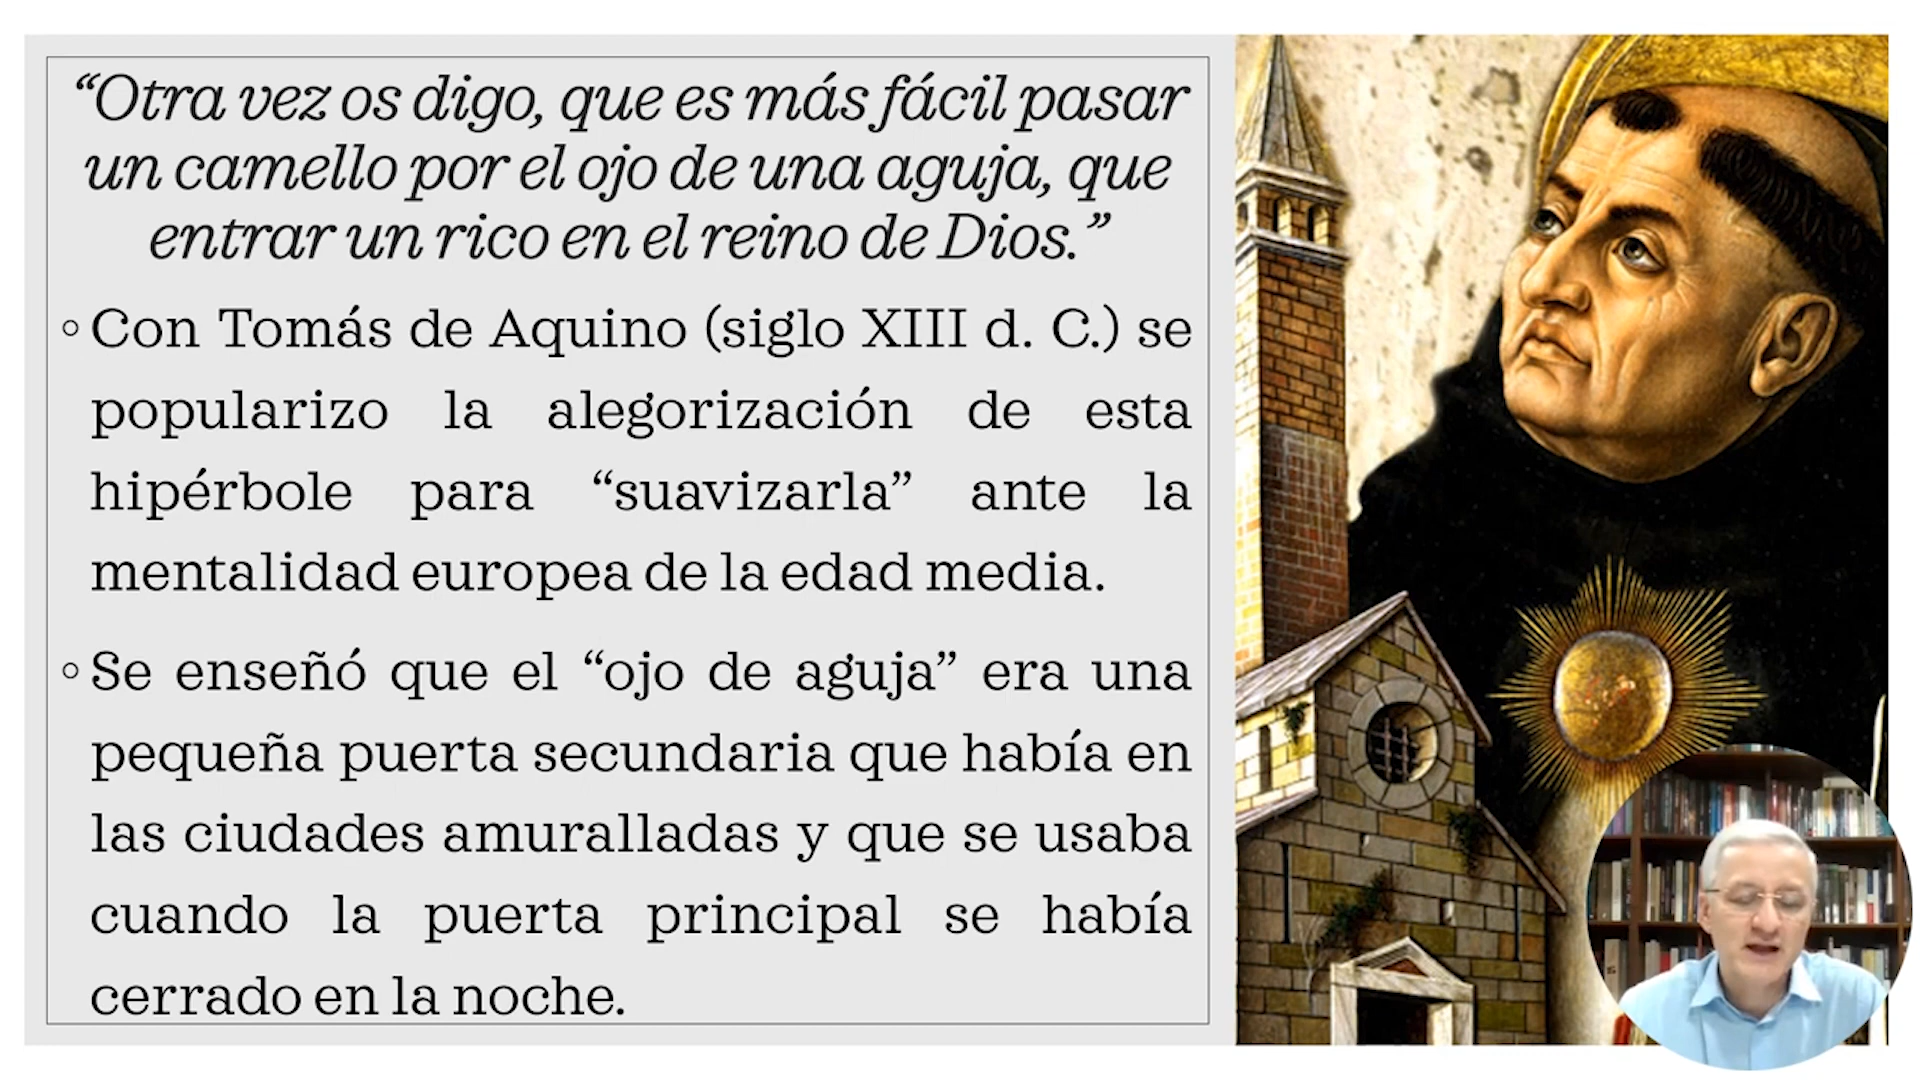 “Otra vez os digo, que es más fácil pasar
un camello por el ojo de una aguja, que
entrar un rico en el reino de Dios.”
◦ Con Tomás de Aquino (siglo XIII d. C.) se
popularizo la alegorización de esta
hipérbole para “suavizarla” ante la
mentalidad europea de la edad media.
◦ Se enseñó que el “ojo de aguja” era una
pequeña puerta secundaria que había en
las ciudades amuralladas y que se usaba
cuando la puerta principal se había
cerrado en la noche.